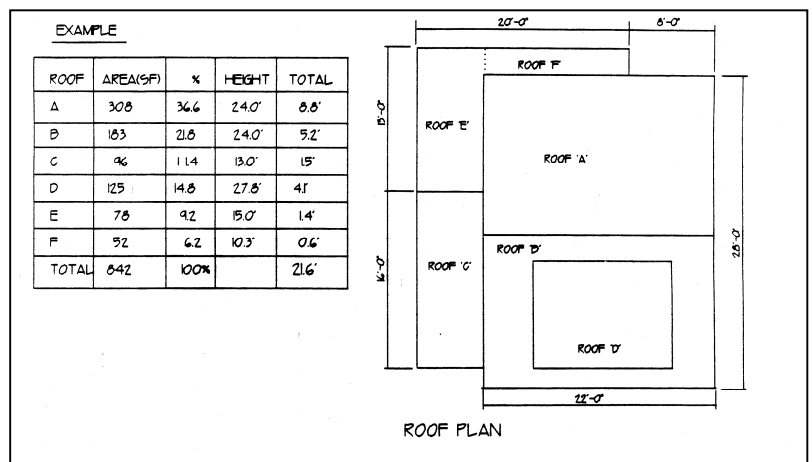 EXAMPLE
ROOF AREA(SF) % HEIGHT TOTAL
A 308 36.6 24.0' 8.8'
B 183 21.8 24.0' 5.2'
C 96 11.4 13.0' 1.5'
D 125 14.8 27.8' 4.1'
E 78 9.2 15.0' 1.4'
F 52 6.2 10.3' 0.6'
TOTAL 842 100% 21.6'
20'-0" 8'-0"
ROOF 'F'
13'-0"
ROOF 'E'
ROOF 'A'
ROOF 'B'
28'-0"
16'-0"
ROOF 'C'
ROOF 'D'
22'-0"
ROOF PLAN